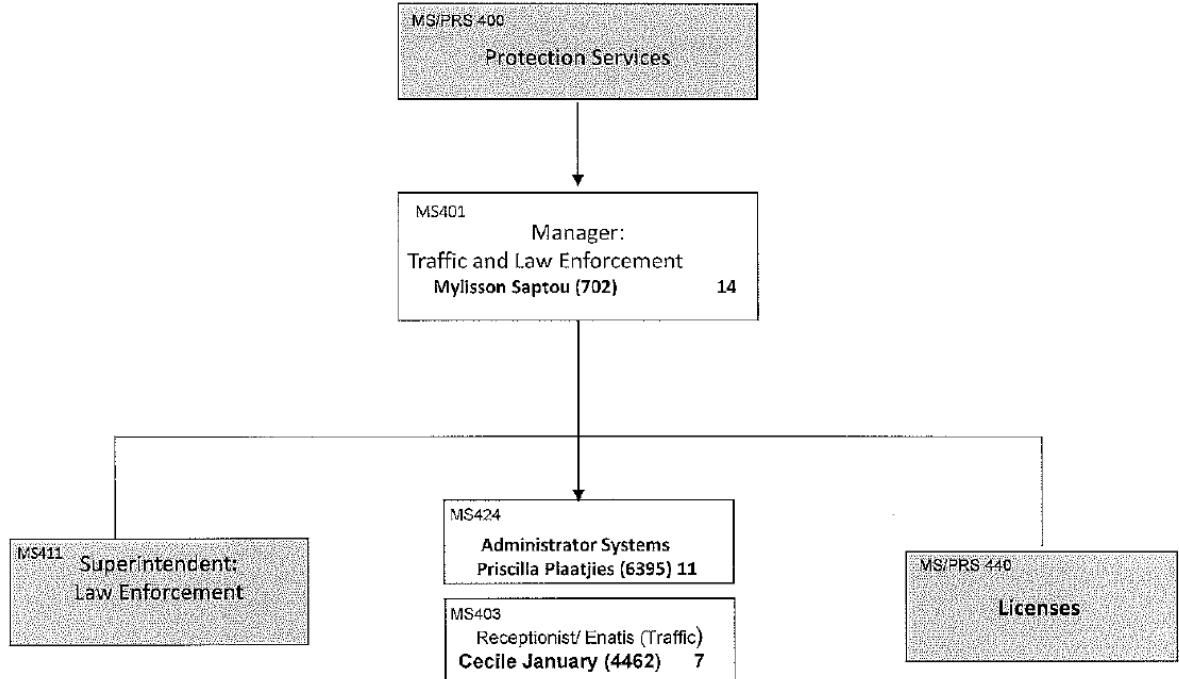 MS/PRS 400
Protection Services
MS401
Manager:
Traffic and Law Enforcement
Mylisson Saptou (702) 14
MS424
Administrator Systems
Priscilla Plaatjies (6395) 11
MS411
Superintendent:
Law Enforcement
MS/PRS 440
Licenses
MS403
Receptionist/ Enatis (Traffic)
Cecile January (4462) 7